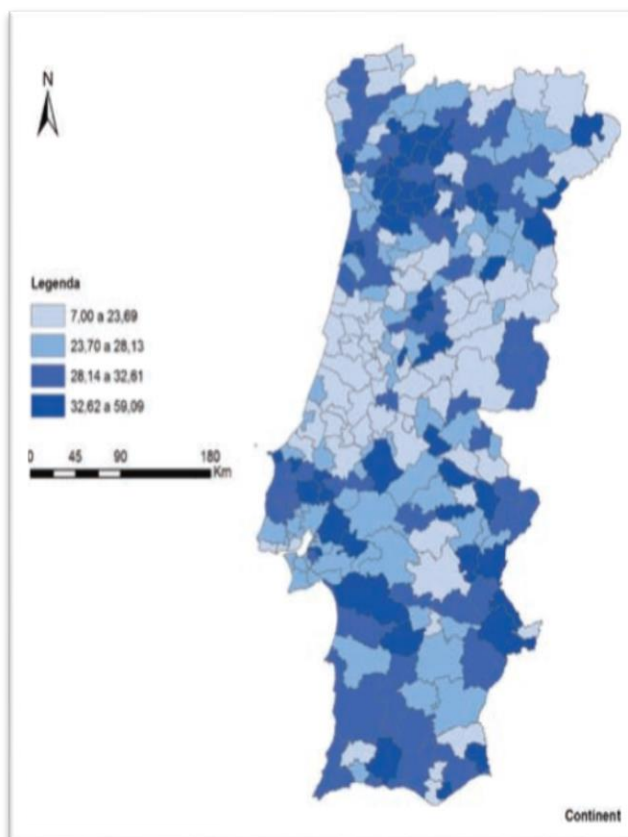 N
Legenda
7,00 a 23,69
23,70 a 28,13
28,14 a 32,61
32,62 a 59,09
0 45 90 180
Km
Continent